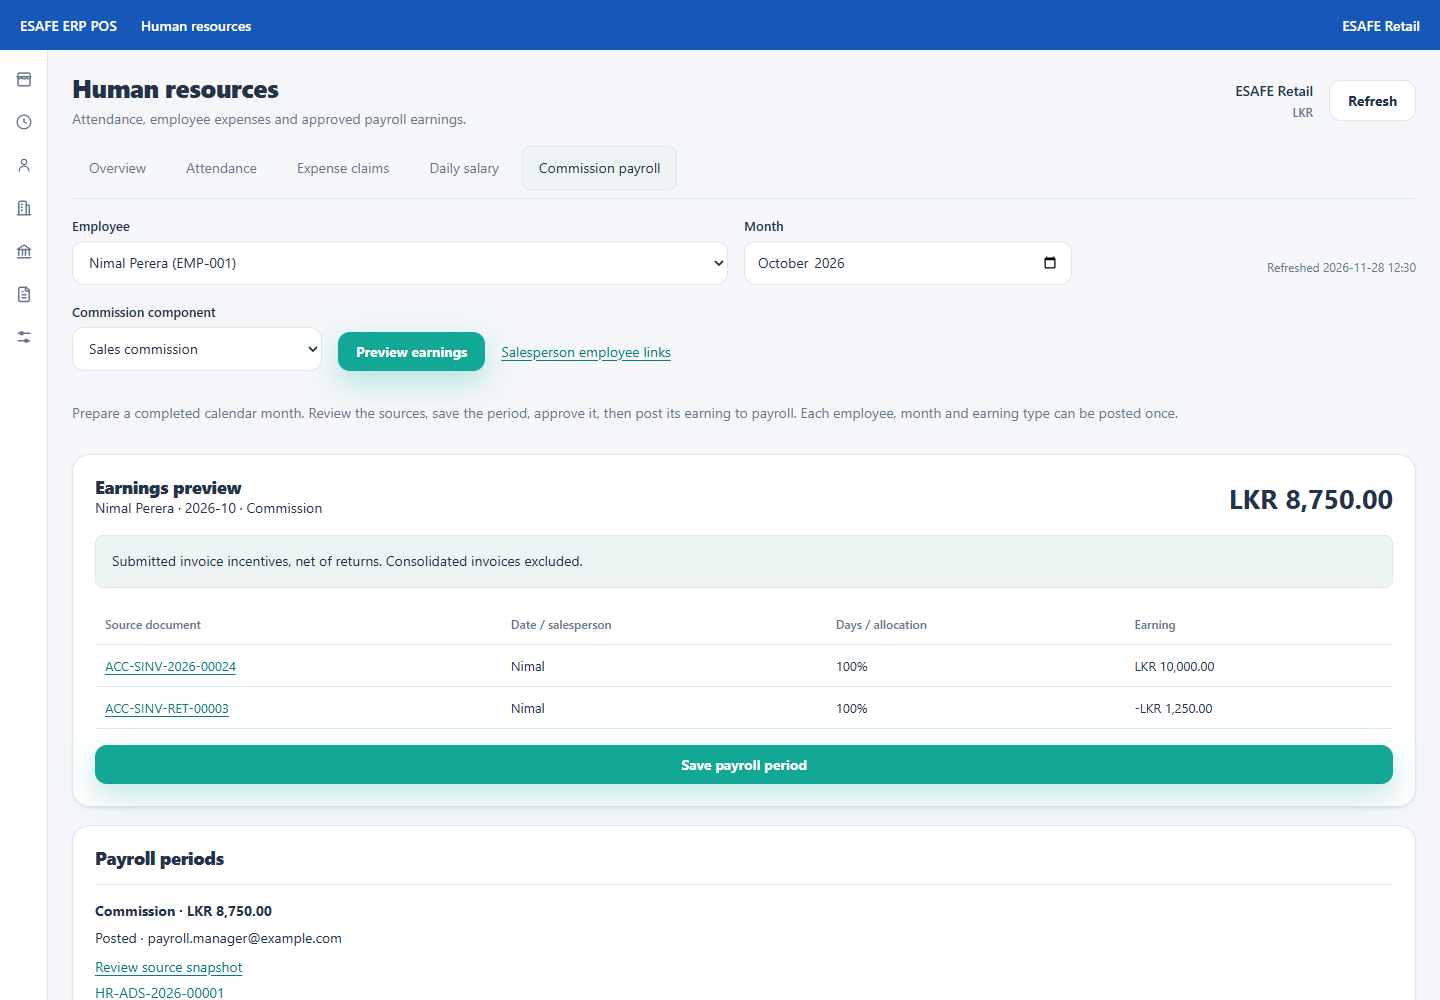 ESAFE ERP POS Human resources ESAFE Retail
Human resources
Attendance, employee expenses and approved payroll earnings.
ESAFE Retail
LKR
Refresh
Overview Attendance Expense claims Daily salary Commission payroll
Employee
Nimal Perera (EMP-001)
Month
October 2026
Refreshed 2026-11-28 12:30
Commission component
Sales commission
Preview earnings
Salesperson employee links
Prepare a completed calendar month. Review the sources, save the period, approve it, then post its earning to payroll. Each employee, month and earning type can be posted once.
Earnings preview
Nimal Perera · 2026-10 · Commission
LKR 8,750.00
Submitted invoice incentives, net of returns. Consolidated invoices excluded.
Source document Date / salesperson Days / allocation Earning
ACC-SINV-2026-00024 Nimal 100% LKR 10,000.00
ACC-SINV-RET-00003 Nimal 100% -LKR 1,250.00
Save payroll period
Payroll periods
Commission · LKR 8,750.00
Posted · payroll.manager@example.com
Review source snapshot
HR-ADS-2026-00001